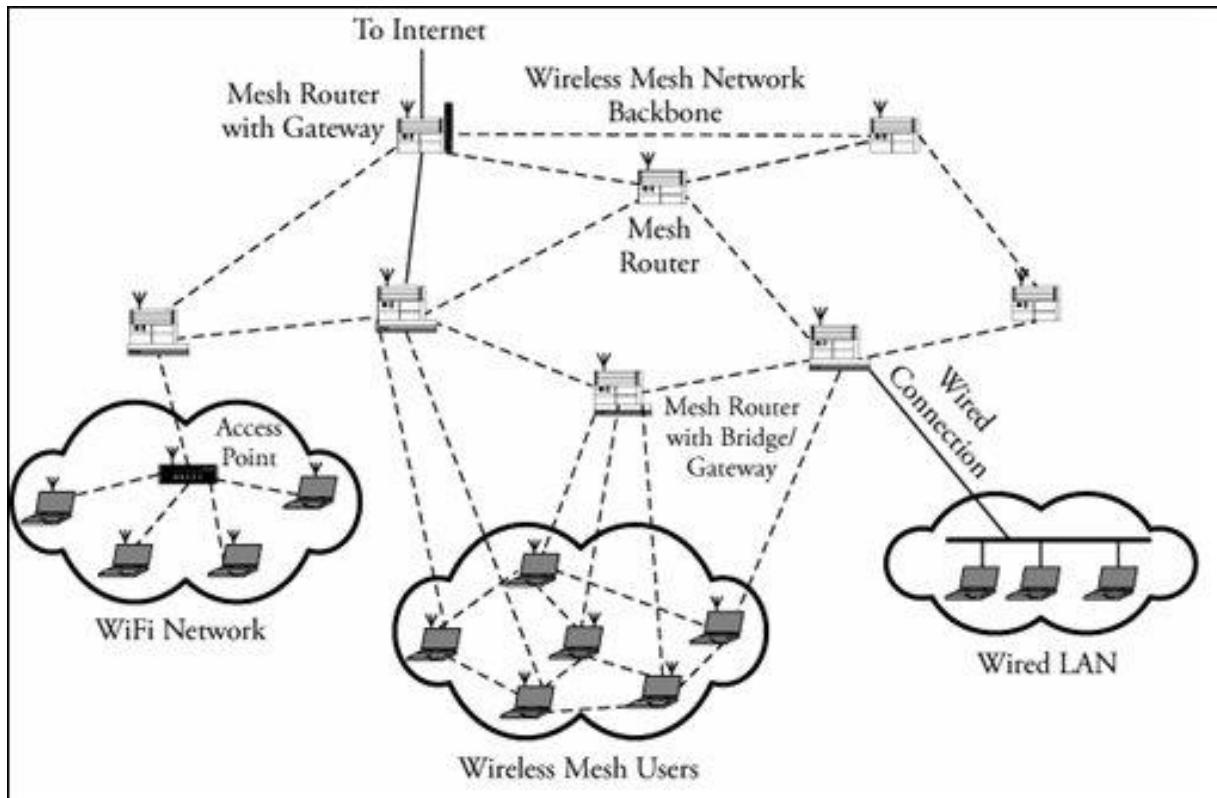 To Internet
Mesh Router
with Gateway
Wireless Mesh Network
Backbone
Mesh
Router
Mesh Router
with Bridge/
Gateway
Wired
Connection
Access
Point
WiFi Network
Wireless Mesh Users
Wired LAN